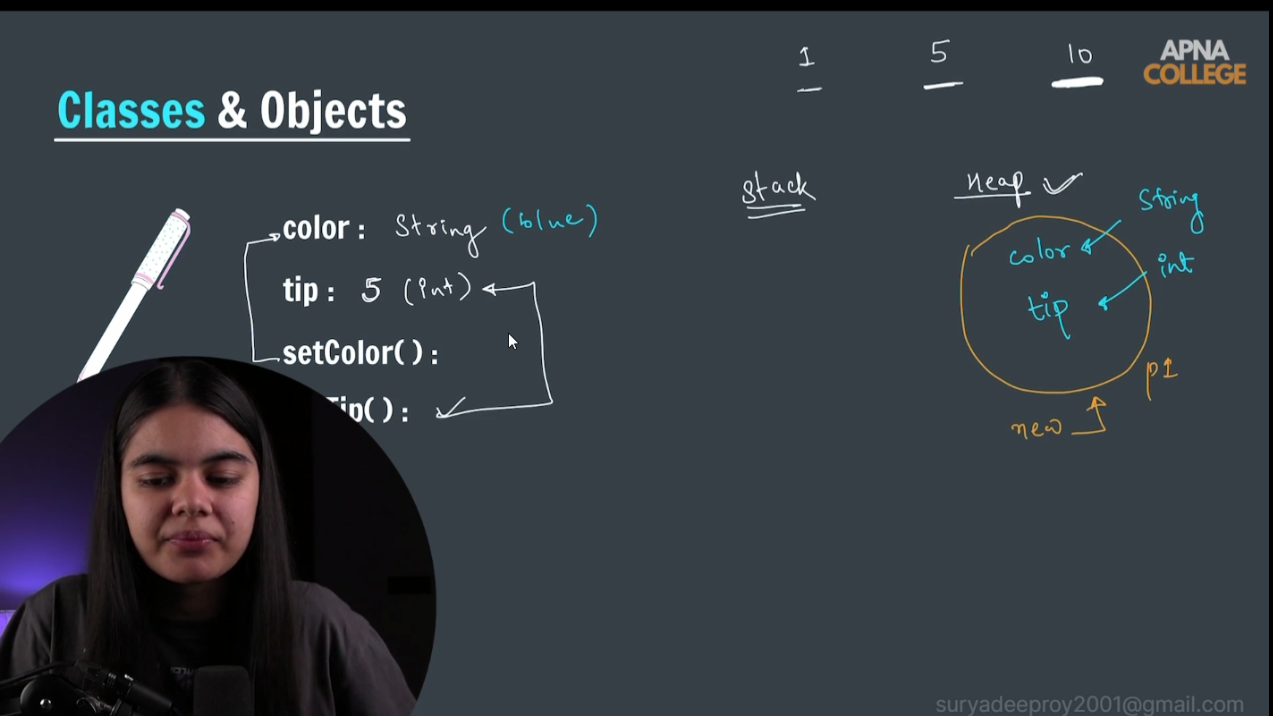 1 5 10
APNA
COLLEGE
Classes & Objects
stack
Heap
String
color : String (blue)
color
int
tip : 5 (int)
tip
setColor() :
p1
Tip() :
new
suryadeeproy2001@gmail.com